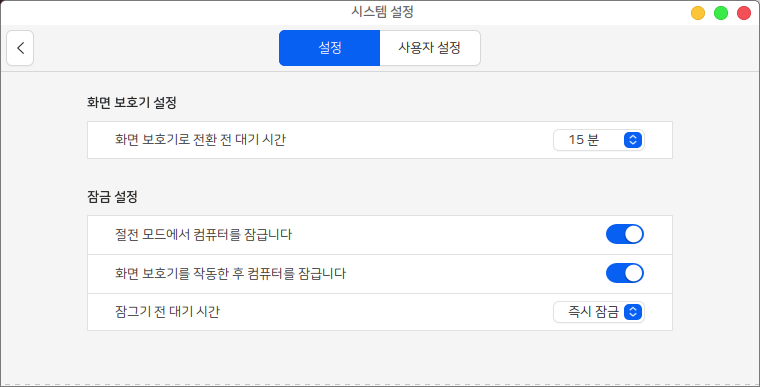 시스템 설정
설정
사용자 설정
화면 보호기 설정
화면 보호기로 전환 전 대기 시간
15 분
잠금 설정
절전 모드에서 컴퓨터를 잠급니다
화면 보호기를 작동한 후 컴퓨터를 잠급니다
잠그기 전 대기 시간
즉시 잠금